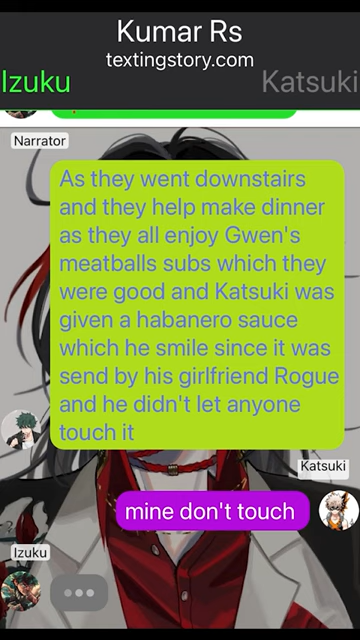 Kumar Rs
textingstory.com
Izuku Katsuki
Narrator
As they went downstairs
and they help make dinner
as they all enjoy Gwen's
meatballs subs which they
were good and Katsuki was
given a habanero sauce
which he smile since it was
send by his girlfriend Rogue
and he didn't let anyone
touch it
Katsuki
mine don't touch
Izuku